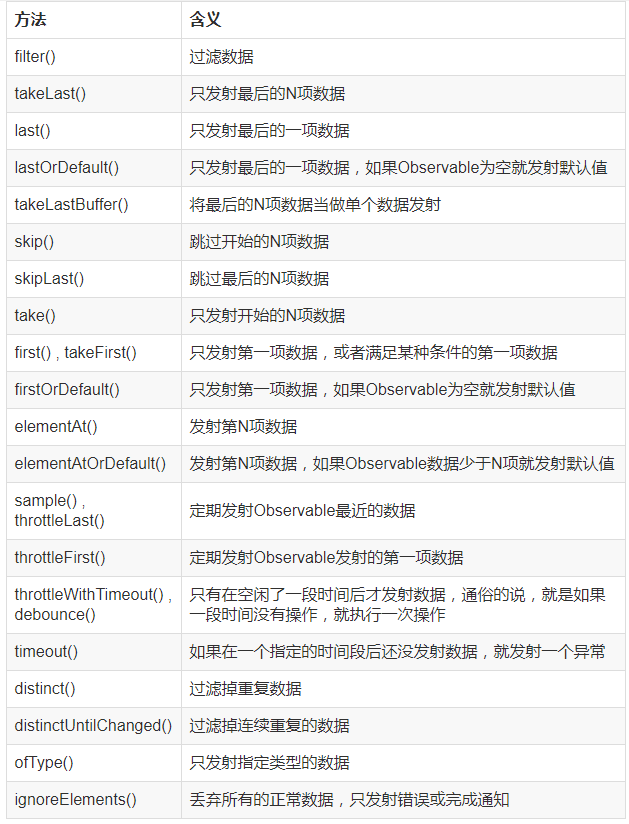 方法 含义
filter() 过滤数据
takeLast() 只发射最后的N项数据
last() 只发射最后的一项数据
lastOrDefault() 只发射最后的一项数据，如果Observable为空就发射默认值
takeLastBuffer() 将最后的N项数据当做单个数据发射
skip() 跳过开始的N项数据
skipLast() 跳过最后的N项数据
take() 只发射开始的N项数据
first() , takeFirst() 只发射第一项数据，或者满足某种条件的第一项数据
firstOrDefault() 只发射第一项数据，如果Observable为空就发射默认值
elementAt() 发射第N项数据
elementAtOrDefault() 发射第N项数据，如果Observable数据少于N项就发射默认值
sample() ,
throttleLast()
定期发射Observable最近的数据
throttleFirst() 定期发射Observable发射的第一项数据
throttleWithTimeout() ,
debounce()
只有在空闲了一段时间后才发射数据，通俗的说，就是如果
一段时间没有操作，就执行一次操作
timeout() 如果在一个指定的时间段后还没发射数据，就发射一个异常
distinct() 过滤掉重复数据
distinctUntilChanged() 过滤掉连续重复的数据
ofType() 只发射指定类型的数据
ignoreElements() 丢弃所有的正常数据，只发射错误或完成通知